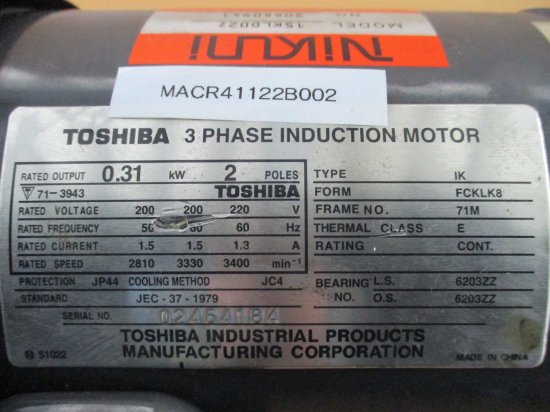 NIKUNI
MODEL 15KLD02Z
NO.
MACR41122B002
TOSHIBA 3 PHASE INDUCTION MOTOR
RATED OUTPUT 0.31 kW 2 POLES
71-3943 TOSHIBA
RATED VOLTAGE 200 200 220 V
RATED FREQUENCY 50 60 60 Hz
RATED CURRENT 1.5 1.5 1.3 A
RATED SPEED 2810 3330 3400 min⁻¹
PROTECTION JP44 COOLING METHOD JC4
STANDARD JEC-37-1979
SERIAL NO. 02464184
TYPE IK
FORM FCKLK8
FRAME NO. 71M
THERMAL CLASS E
RATING CONT.
BEARING L.S. 6203ZZ
NO. O.S. 6203ZZ
TOSHIBA INDUSTRIAL PRODUCTS
MANUFACTURING CORPORATION
51022
MADE IN CHINA